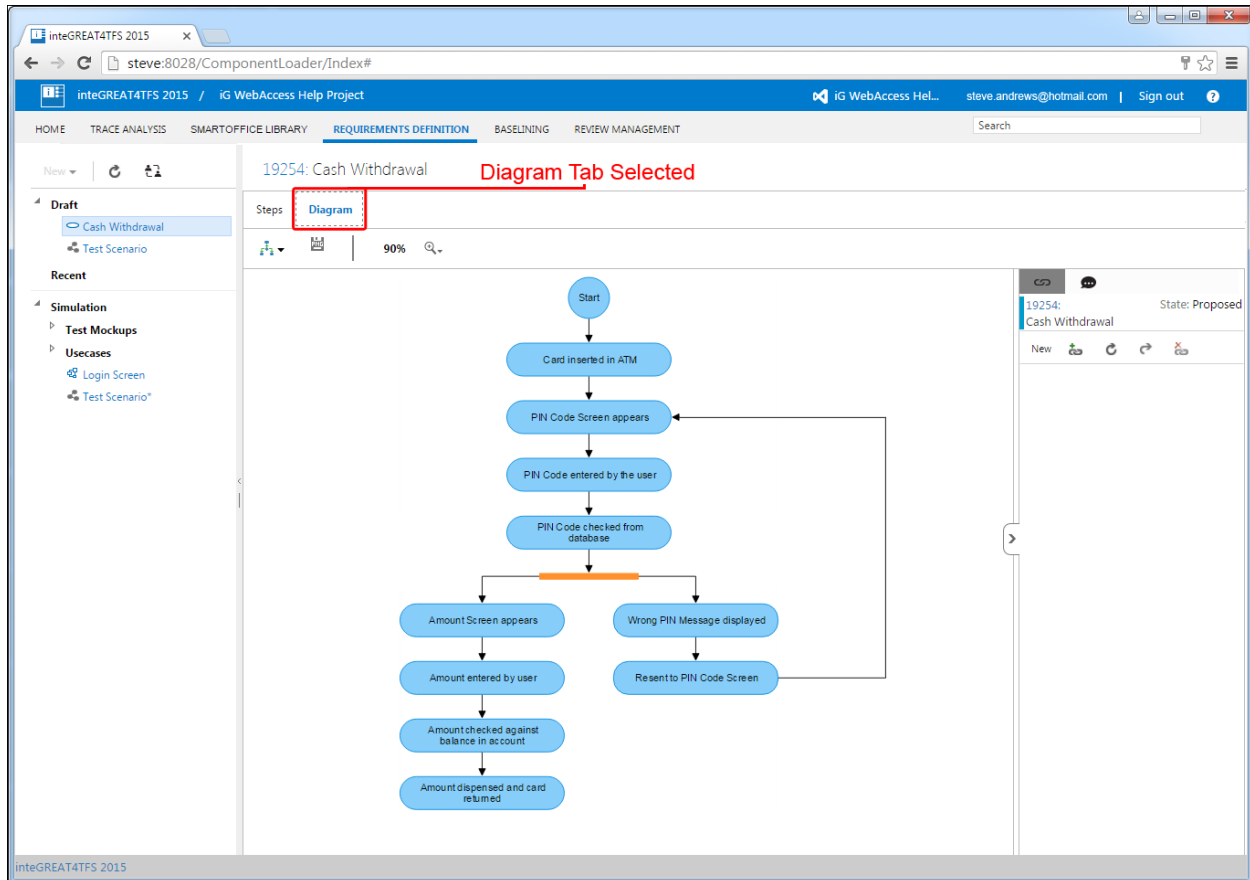 inteGREAT4TFS 2015
steve:8028/ComponentLoader/Index#
inteGREAT4TFS 2015 / iG WebAccess Help Project
iG WebAccess Hel...
steve.andrews@hotmail.com | Sign out ?
HOME TRACE ANALYSIS SMARTOFFICE LIBRARY REQUIREMENTS DEFINITION BASELINING REVIEW MANAGEMENT
Search
New
Draft
Cash Withdrawal
Test Scenario
Recent
Simulation
Test Mockups
Usecases
Login Screen
Test Scenario*
19254: Cash Withdrawal
Diagram Tab Selected
Steps Diagram
90%
Start
Card inserted in ATM
PIN Code Screen appears
PIN Code entered by the user
PIN Code checked from
database
Amount Screen appears
Wrong PIN Message displayed
Amount entered by user
Resent to PIN Code Screen
Amount checked against
balance in account
Amount dispensed and card
returned
19254:
State: Proposed
Cash Withdrawal
New
inteGREAT4TFS 2015